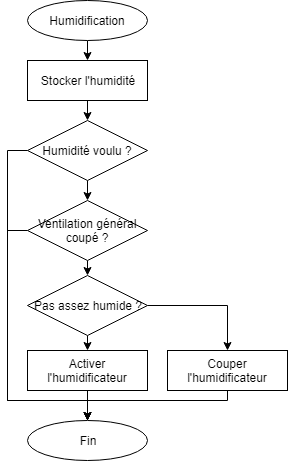 Humidification
Stocker l'humidité
Humidité voulu ?
Ventilation général
coupé ?
Pas assez humide ?
Activer
l'humidificateur
Couper
l'humidificateur
Fin